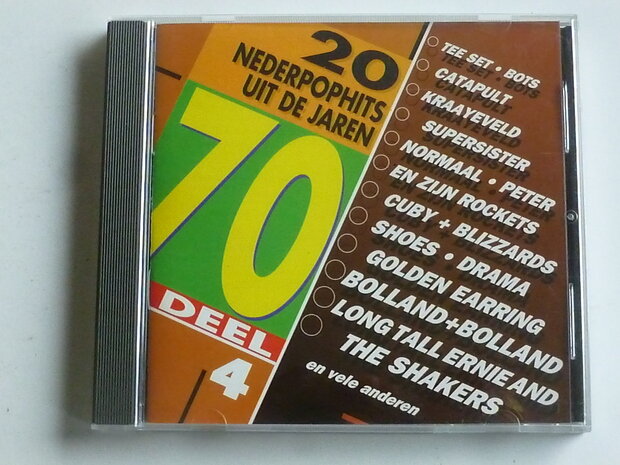 20
NEDERPOPHITS
UIT DE JAREN
70
DEEL
4
TEE SET • BOTS
CATAPULT
KRAAYEVELD
SUPERSISTER
NORMAAL • PETER
EN ZIJN ROCKETS
CUBY + BLIZZARDS
SHOES • DRAMA
GOLDEN EARRING
BOLLAND+BOLLAND
LONG TALL ERNIE AND
THE SHAKERS
en vele anderen